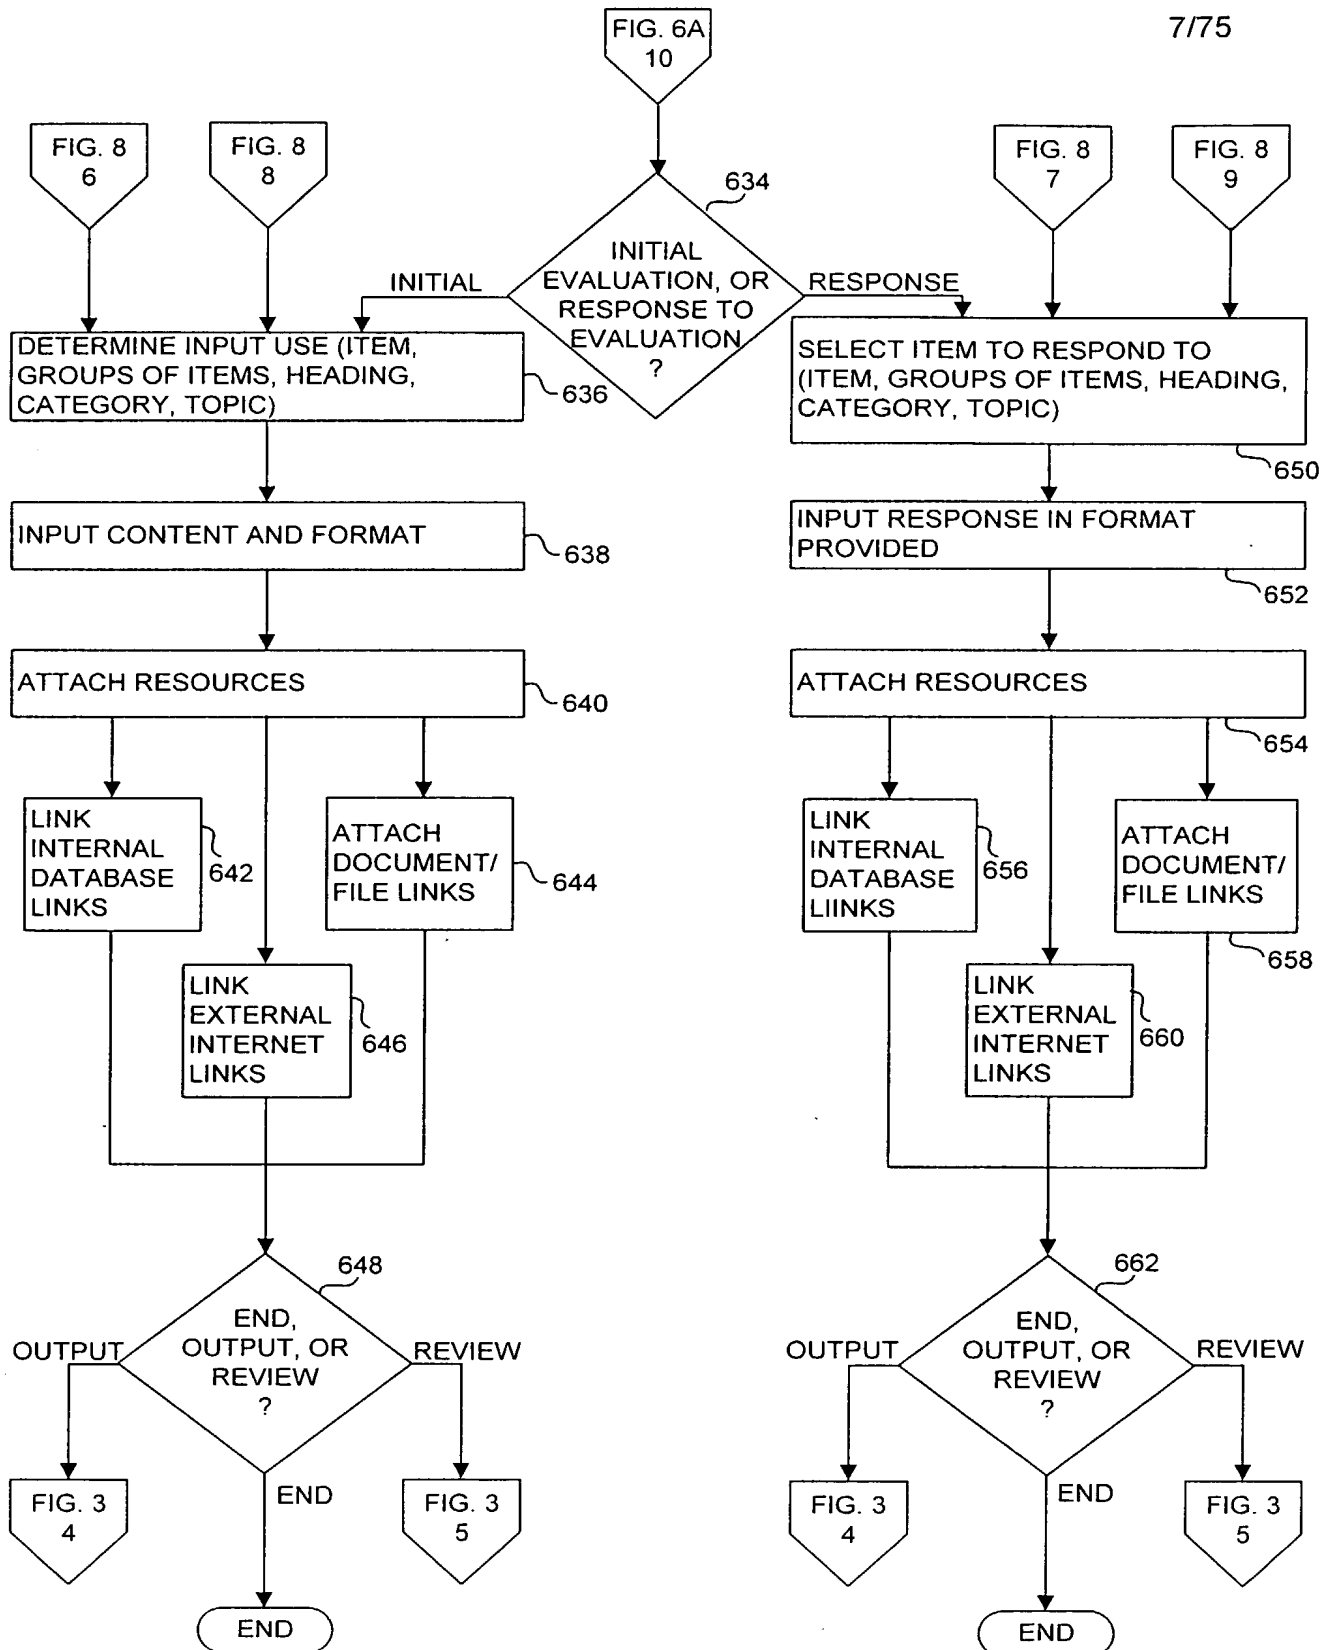 7/75
FIG. 6A
10
FIG. 8
6
FIG. 8
8
FIG. 8
7
FIG. 8
9
634
INITIAL
EVALUATION, OR
RESPONSE TO
EVALUATION
?
INITIAL
RESPONSE
DETERMINE INPUT USE (ITEM,
GROUPS OF ITEMS, HEADING,
CATEGORY, TOPIC)
636
INPUT CONTENT AND FORMAT
638
ATTACH RESOURCES
640
LINK
INTERNAL
DATABASE
LINKS
642
ATTACH
DOCUMENT/
FILE LINKS
644
LINK
EXTERNAL
INTERNET
LINKS
646
648
END,
OUTPUT, OR
REVIEW
?
OUTPUT
REVIEW
FIG. 3
4
END
FIG. 3
5
END
SELECT ITEM TO RESPOND TO
(ITEM, GROUPS OF ITEMS, HEADING,
CATEGORY, TOPIC)
650
INPUT RESPONSE IN FORMAT
PROVIDED
652
ATTACH RESOURCES
654
LINK
INTERNAL
DATABASE
LIINKS
656
ATTACH
DOCUMENT/
FILE LINKS
658
LINK
EXTERNAL
INTERNET
LINKS
660
662
END,
OUTPUT, OR
REVIEW
?
OUTPUT
REVIEW
FIG. 3
4
END
FIG. 3
5
END